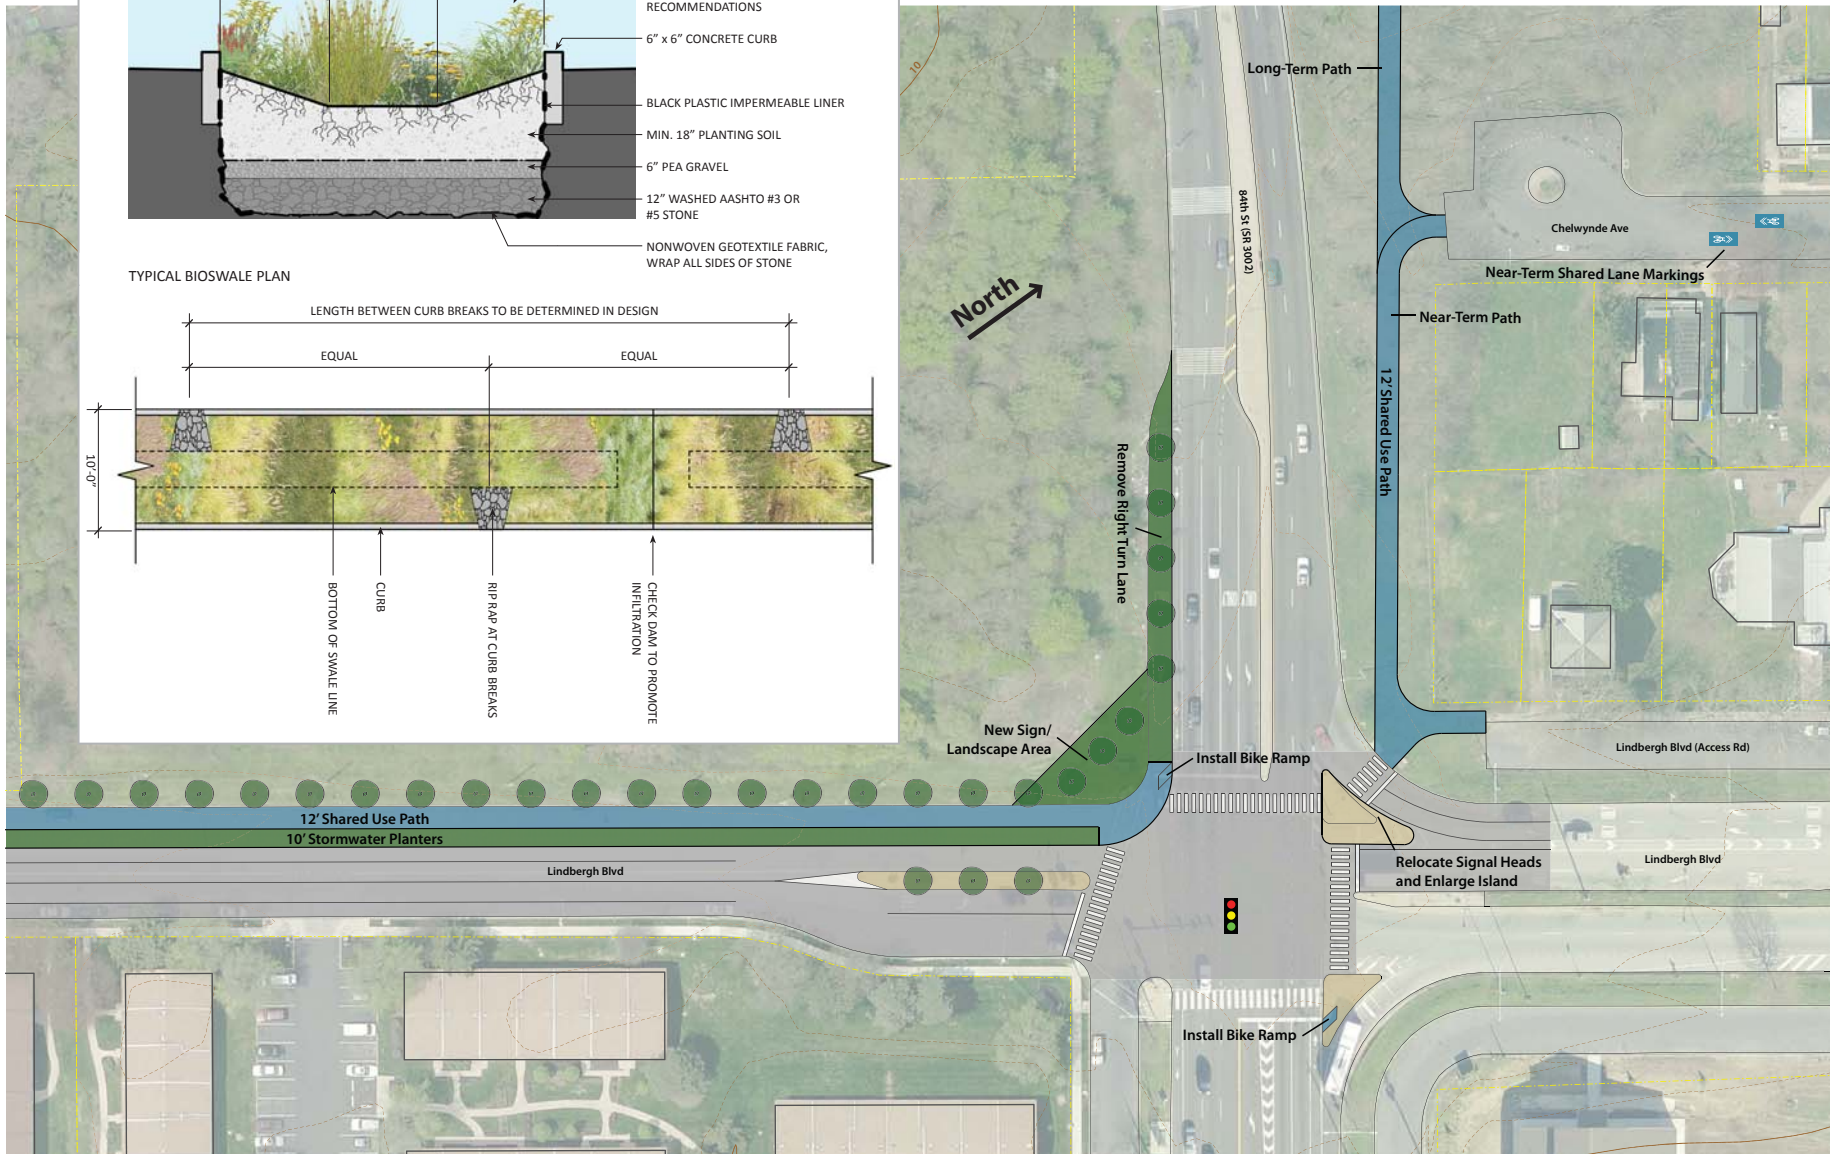 RECOMMENDATIONS
6” x 6” CONCRETE CURB
BLACK PLASTIC IMPERMEABLE LINER
MIN. 18” PLANTING SOIL
6” PEA GRAVEL
12” WASHED AASHTO #3 OR
#5 STONE
NONWOVEN GEOTEXTILE FABRIC,
WRAP ALL SIDES OF STONE
TYPICAL BIOSWALE PLAN
LENGTH BETWEEN CURB BREAKS TO BE DETERMINED IN DESIGN
EQUAL
EQUAL
10’-0”
BOTTOM OF SWALE LINE
CURB
RIP RAP AT CURB BREAKS
CHECK DAM TO PROMOTE
INFILTRATION
10
Long-Term Path
84th St (SR 3002)
Chelwynde Ave
Near-Term Shared Lane Markings
North
Near-Term Path
12’ Shared Use Path
Remove Right Turn Lane
New Sign/
Landscape Area
Install Bike Ramp
Lindbergh Blvd (Access Rd)
12’ Shared Use Path
10’ Stormwater Planters
Lindbergh Blvd
Relocate Signal Heads
and Enlarge Island
Lindbergh Blvd
Install Bike Ramp